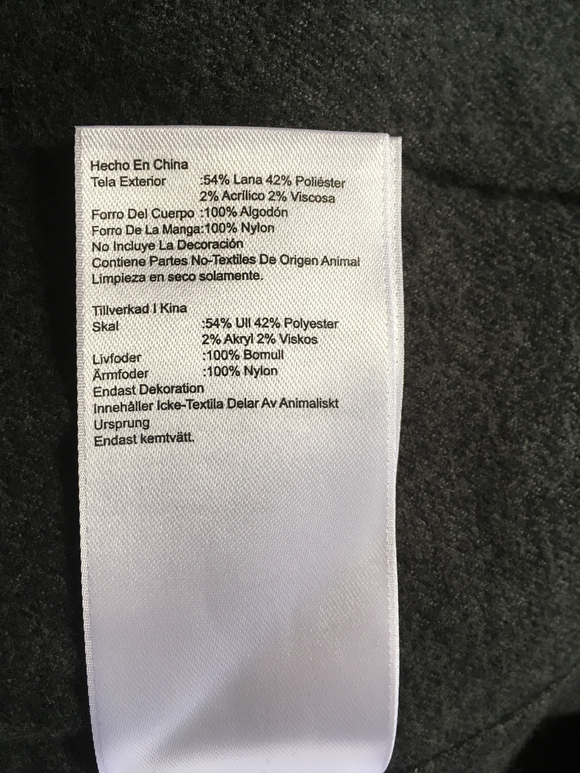 Hecho En China
Tela Exterior :54% Lana 42% Poliéster
2% Acrílico 2% Viscosa
Forro Del Cuerpo :100% Algodón
Forro De La Manga:100% Nylon
No Incluye La Decoración
Contiene Partes No-Textiles De Origen Animal
Limpieza en seco solamente.
Tillverkad I Kina
Skal :54% Ull 42% Polyester
2% Akryl 2% Viskos
Livfoder :100% Bomull
Ärmfoder :100% Nylon
Endast Dekoration
Innehåller Icke-Textila Delar Av Animaliskt
Ursprung
Endast kemtvätt.